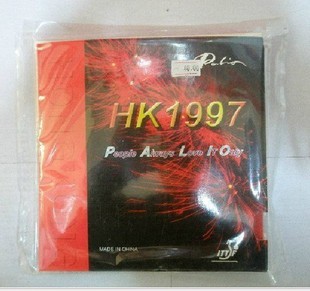 Palio
HK1997
People Always Love It Only
MADE IN CHINA
ITTF